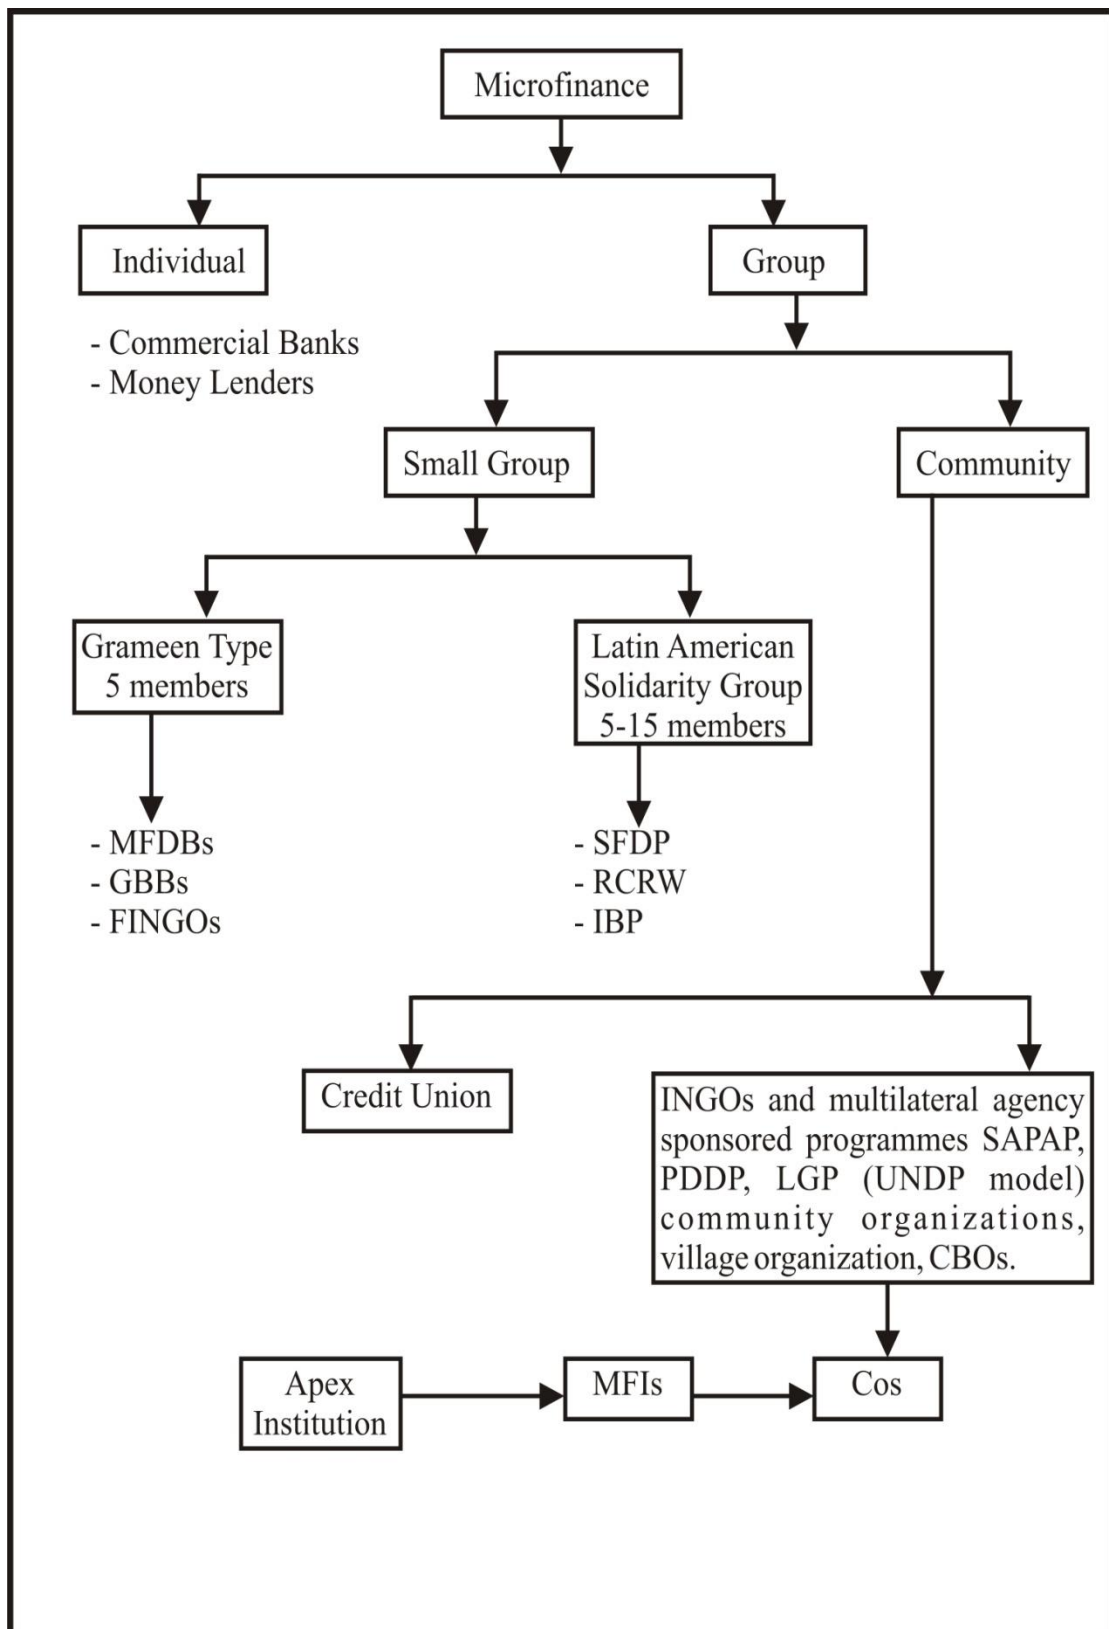 Microfinance
Individual
Group
- Commercial Banks
- Money Lenders
Small Group
Community
Grameen Type
5 members
Latin American
Solidarity Group
5-15 members
- MFDBs
- GBBs
- FINGOs
- SFDP
- RCRW
- IBP
Credit Union
INGOs and multilateral agency
sponsored programmes SAPAP,
PDDP, LGP (UNDP model)
community organizations,
village organization, CBOs.
Apex
Institution
MFIs
Cos